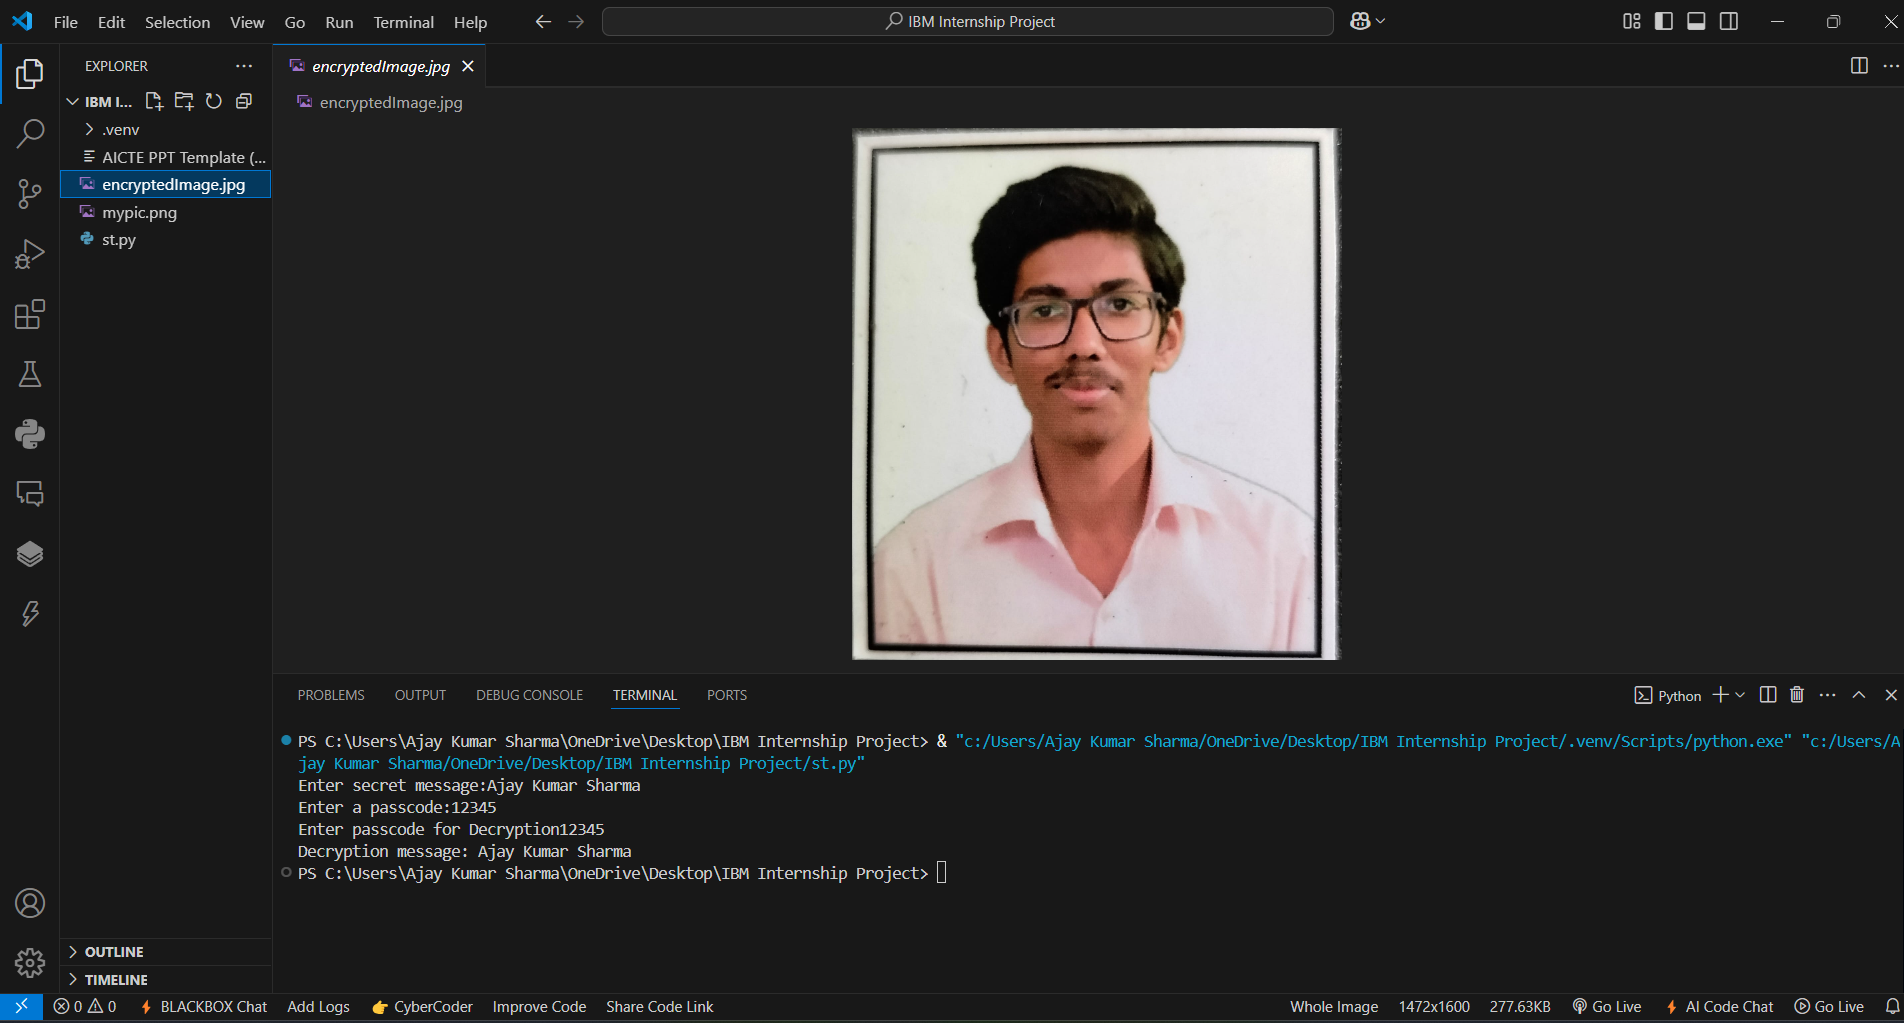 File Edit Selection View Go Run Terminal Help
IBM Internship Project
EXPLORER
IBM I...
.venv
AICTE PPT Template (...
encryptedImage.jpg
mypic.png
st.py
OUTLINE
TIMELINE
encryptedImage.jpg
encryptedImage.jpg
PROBLEMS OUTPUT DEBUG CONSOLE TERMINAL PORTS
Python
PS C:\Users\Ajay Kumar Sharma\OneDrive\Desktop\IBM Internship Project> & "c:/Users/Ajay Kumar Sharma/OneDrive/Desktop/IBM Internship Project/.venv/Scripts/python.exe" "c:/Users/A
jay Kumar Sharma/OneDrive/Desktop/IBM Internship Project/st.py"
Enter secret message:Ajay Kumar Sharma
Enter a passcode:12345
Enter passcode for Decryption12345
Decryption message: Ajay Kumar Sharma
PS C:\Users\Ajay Kumar Sharma\OneDrive\Desktop\IBM Internship Project>
0 0 BLACKBOX Chat Add Logs CyberCoder Improve Code Share Code Link Whole Image 1472x1600 277.63KB Go Live AI Code Chat Go Live